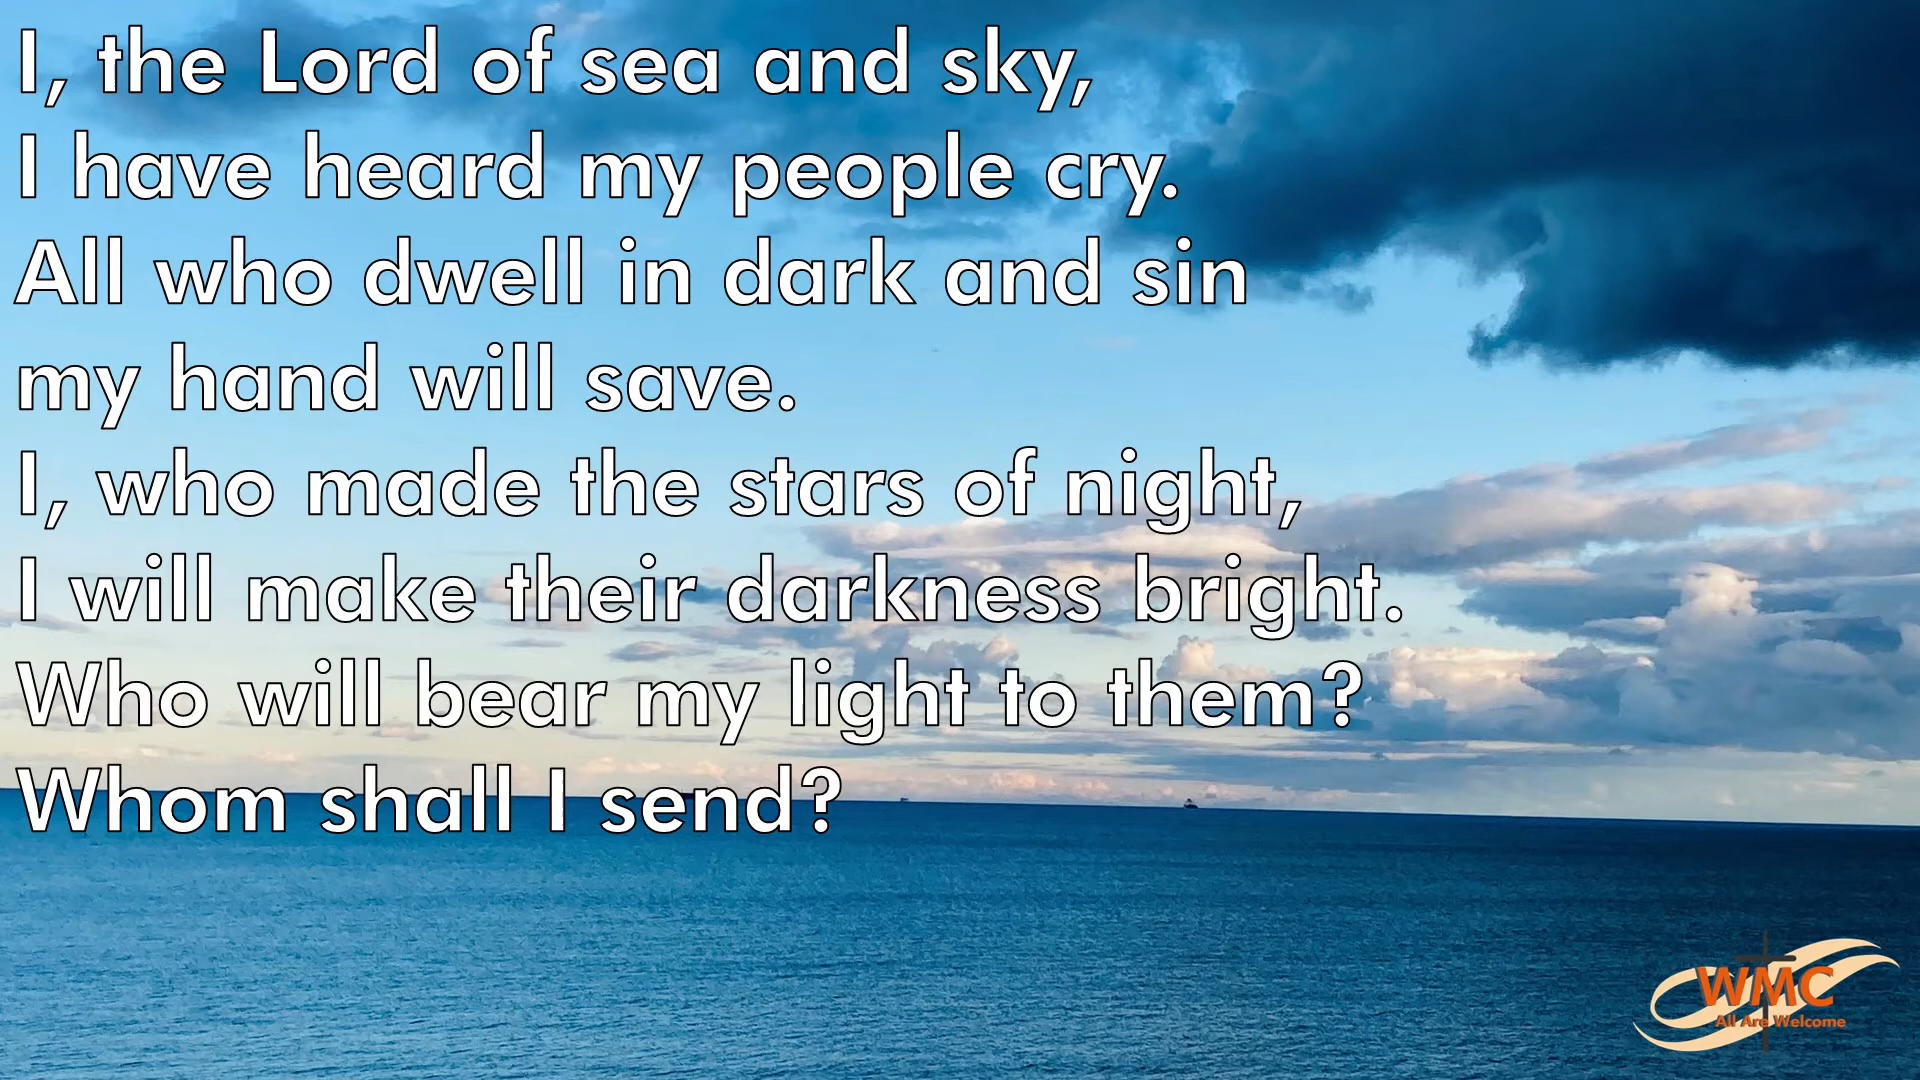 I, the Lord of sea and sky,
I have heard my people cry.
All who dwell in dark and sin
my hand will save.
I, who made the stars of night,
I will make their darkness bright.
Who will bear my light to them?
Whom shall I send?
WMC
All Are Welcome